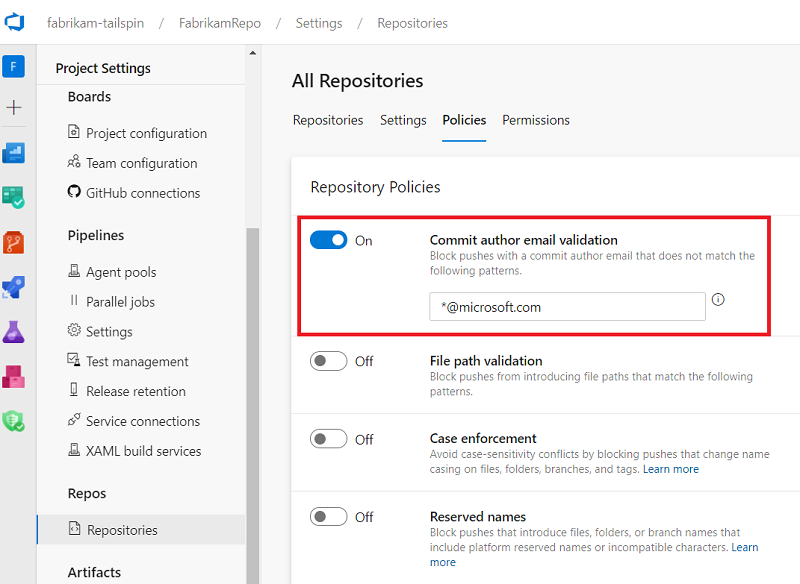 fabrikam-tailspin / FabrikamRepo / Settings / Repositories
F
Project Settings
Boards
Project configuration
Team configuration
GitHub connections
Pipelines
Agent pools
Parallel jobs
Settings
Test management
Release retention
Service connections
XAML build services
Repos
Repositories
Artifacts
All Repositories
Repositories Settings Policies Permissions
Repository Policies
On
Commit author email validation
Block pushes with a commit author email that does not match the
following patterns.
*@microsoft.com
Off
File path validation
Block pushes from introducing file paths that match the following
patterns.
Off
Case enforcement
Avoid case-sensitivity conflicts by blocking pushes that change name
casing on files, folders, branches, and tags. Learn more
Off
Reserved names
Block pushes that introduce files, folders, or branch names that
include platform reserved names or incompatible characters. Learn
more